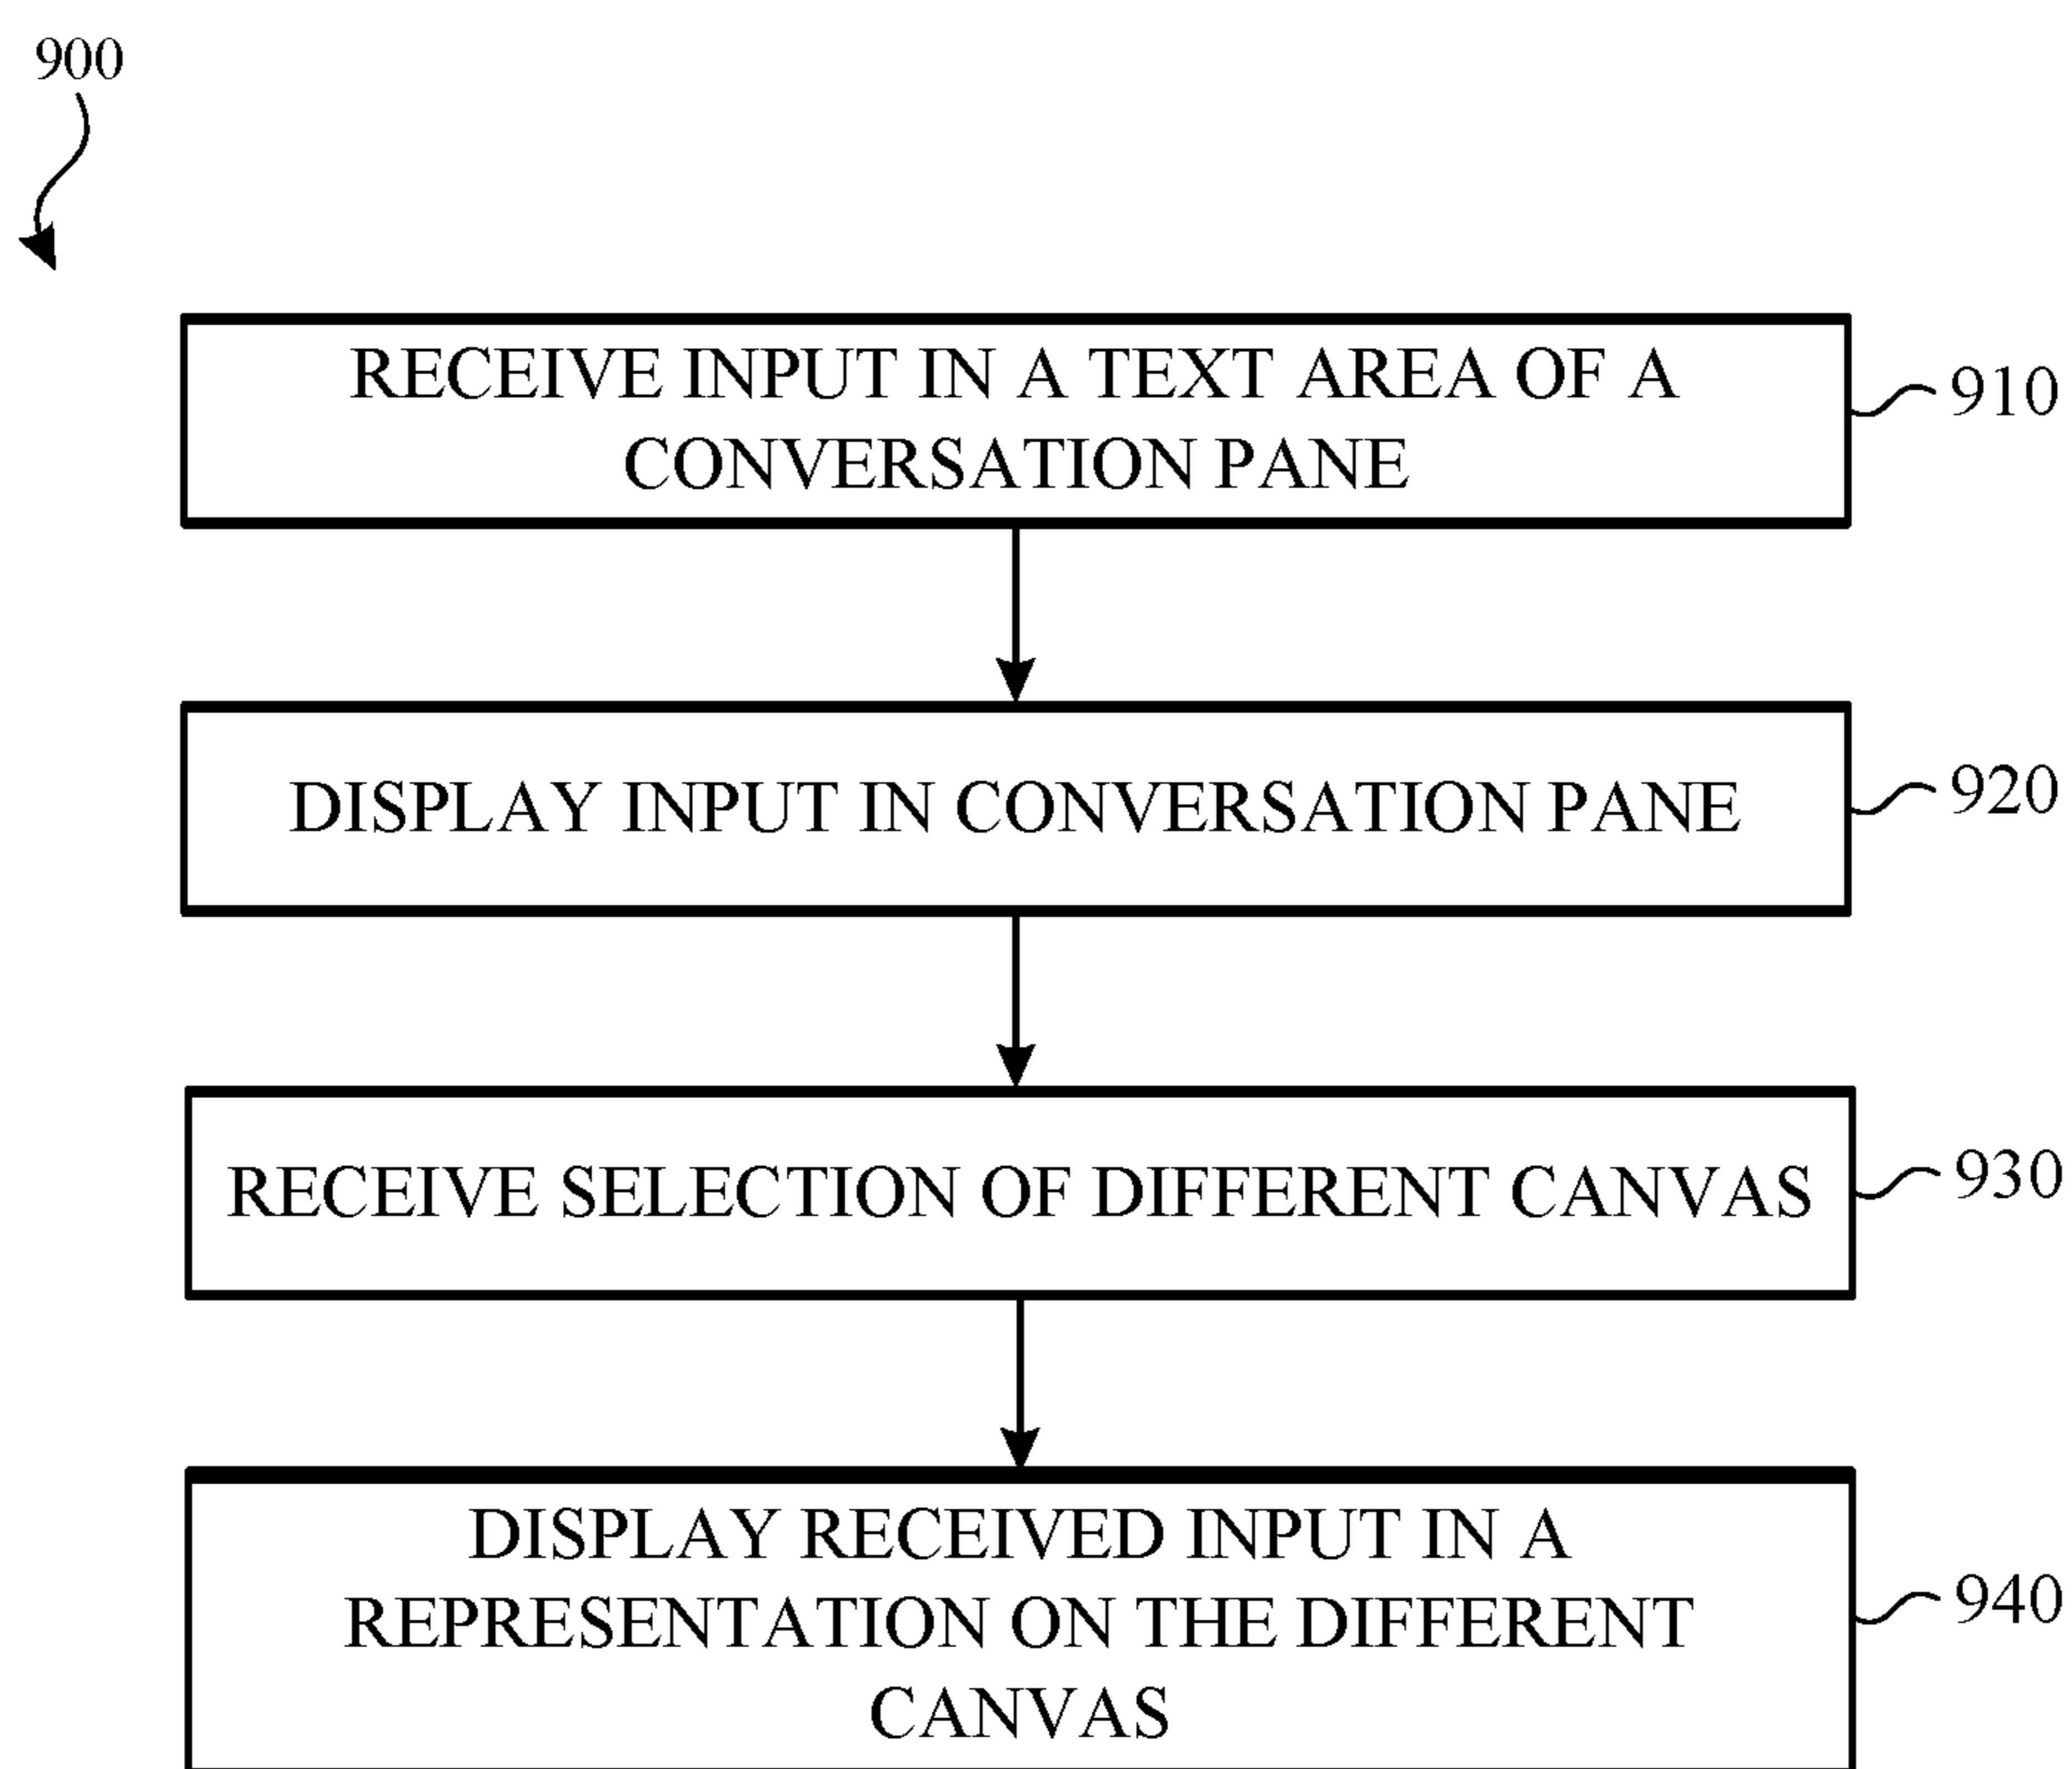 900
RECEIVE INPUT IN A TEXT AREA OF A
CONVERSATION PANE
910
DISPLAY INPUT IN CONVERSATION PANE
920
RECEIVE SELECTION OF DIFFERENT CANVAS
930
DISPLAY RECEIVED INPUT IN A
REPRESENTATION ON THE DIFFERENT
CANVAS
940